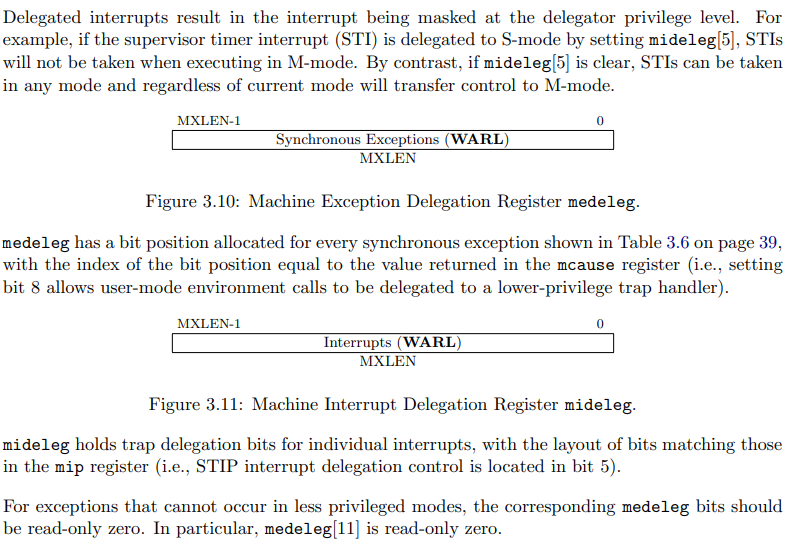 Delegated interrupts result in the interrupt being masked at the delegator privilege level. For
example, if the supervisor timer interrupt (STI) is delegated to S-mode by setting mideleg[5], STIs
will not be taken when executing in M-mode. By contrast, if mideleg[5] is clear, STIs can be taken
in any mode and regardless of current mode will transfer control to M-mode.
MXLEN-1 0
Synchronous Exceptions (WARL)
MXLEN
Figure 3.10: Machine Exception Delegation Register medeleg.
medeleg has a bit position allocated for every synchronous exception shown in Table 3.6 on page 39,
with the index of the bit position equal to the value returned in the mcause register (i.e., setting
bit 8 allows user-mode environment calls to be delegated to a lower-privilege trap handler).
MXLEN-1 0
Interrupts (WARL)
MXLEN
Figure 3.11: Machine Interrupt Delegation Register mideleg.
mideleg holds trap delegation bits for individual interrupts, with the layout of bits matching those
in the mip register (i.e., STIP interrupt delegation control is located in bit 5).
For exceptions that cannot occur in less privileged modes, the corresponding medeleg bits should
be read-only zero. In particular, medeleg[11] is read-only zero.